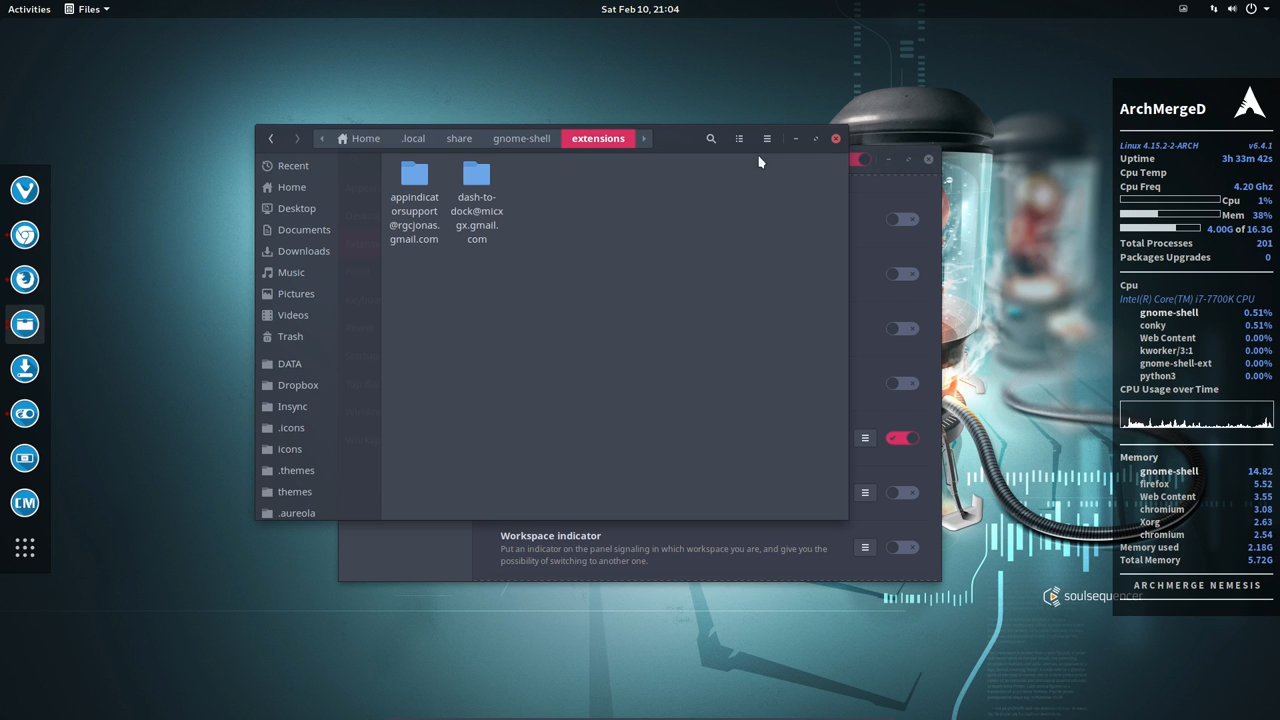 Activities
Files
Sat Feb 10, 21:04
Home
.local
share
gnome-shell
extensions
Recent
Home
Desktop
Documents
Downloads
Music
Pictures
Videos
Trash
DATA
Dropbox
Insync
.icons
icons
.themes
themes
.aureola
appindicat
orsupport
@rgcjonas.
gmail.com
dash-to-
dock@micx
gx.gmail.
com
Workspace indicator
Put an indicator on the panel signaling in which workspace you are, and give you the
possibility of switching to another one.
CM
ArchMergeD
Linux 4.15.2-2-ARCH v6.4.1
Uptime 3h 33m 42s
Cpu Temp
Cpu Freq 4.20 Ghz
Cpu 1%
Mem 38%
4.00G of 16.3G
Total Processes 201
Packages Upgrades 0
Cpu
Intel(R) Core(TM) i7-7700K CPU
gnome-shell 0.51%
conky 0.51%
Web Content 0.00%
kworker/3:1 0.00%
gnome-shell-ext 0.00%
python3 0.00%
CPU Usage over Time
Memory
gnome-shell 14.82
firefox 5.52
Web Content 3.55
chromium 3.08
Xorg 2.63
chromium 2.54
Memory used 2.18G
Total Memory 5.72G
ARCHMERGE NEMESIS
soulsequencer